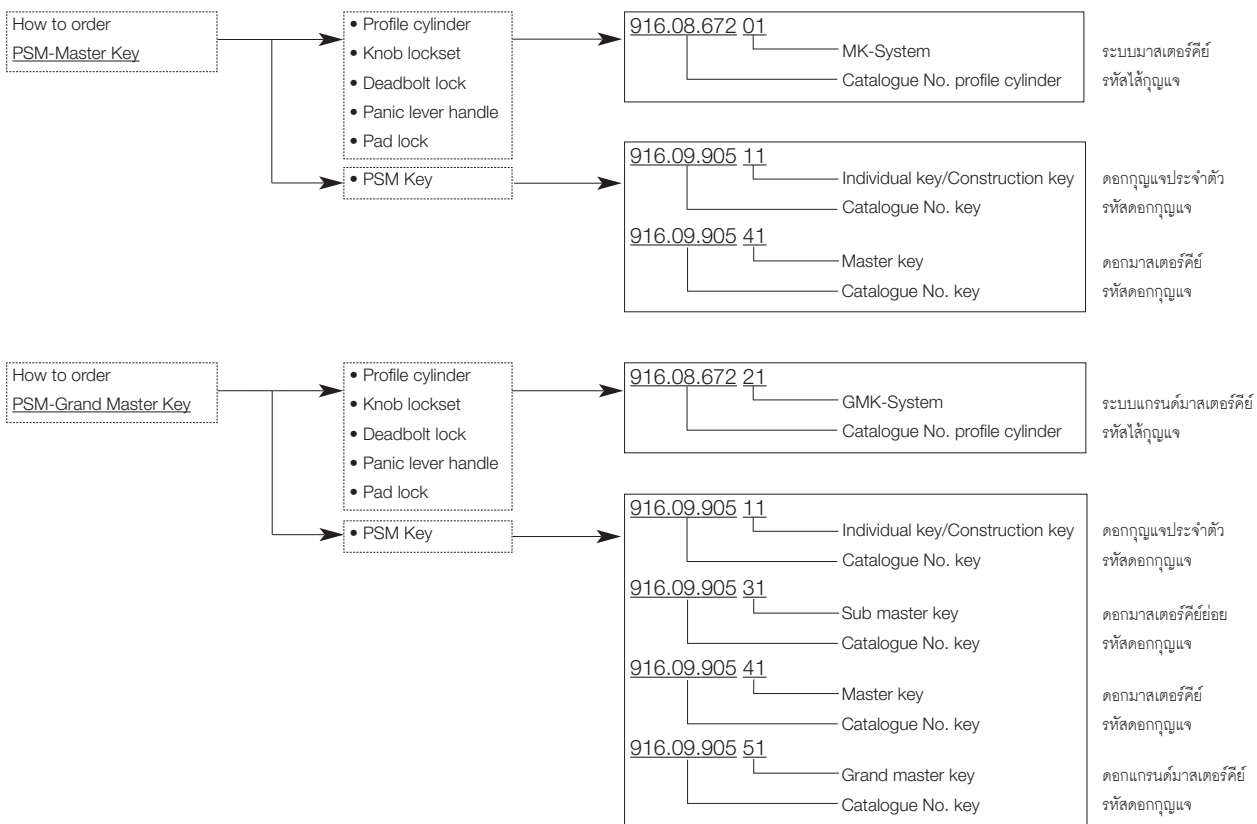 How to order
PSM-Master Key
• Profile cylinder
• Knob lockset
• Deadbolt lock
• Panic lever handle
• Pad lock
• PSM Key
916.08.672 01
MK-System ระบบมาสเตอร์คีย์
Catalogue No. profile cylinder รหัสไส้กุญแจ
916.09.905 11
Individual key/Construction key ดอกกุญแจประจำตัว
Catalogue No. key รหัสดอกกุญแจ
916.09.905 41
Master key ดอกมาสเตอร์คีย์
Catalogue No. key รหัสดอกกุญแจ
How to order
PSM-Grand Master Key
• Profile cylinder
• Knob lockset
• Deadbolt lock
• Panic lever handle
• Pad lock
• PSM Key
916.08.672 21
GMK-System ระบบแกรนด์มาสเตอร์คีย์
Catalogue No. profile cylinder รหัสไส้กุญแจ
916.09.905 11
Individual key/Construction key ดอกกุญแจประจำตัว
Catalogue No. key รหัสดอกกุญแจ
916.09.905 31
Sub master key ดอกมาสเตอร์คีย์ย่อย
Catalogue No. key รหัสดอกกุญแจ
916.09.905 41
Master key ดอกมาสเตอร์คีย์
Catalogue No. key รหัสดอกกุญแจ
916.09.905 51
Grand master key ดอกแกรนด์มาสเตอร์คีย์
Catalogue No. key รหัสดอกกุญแจ